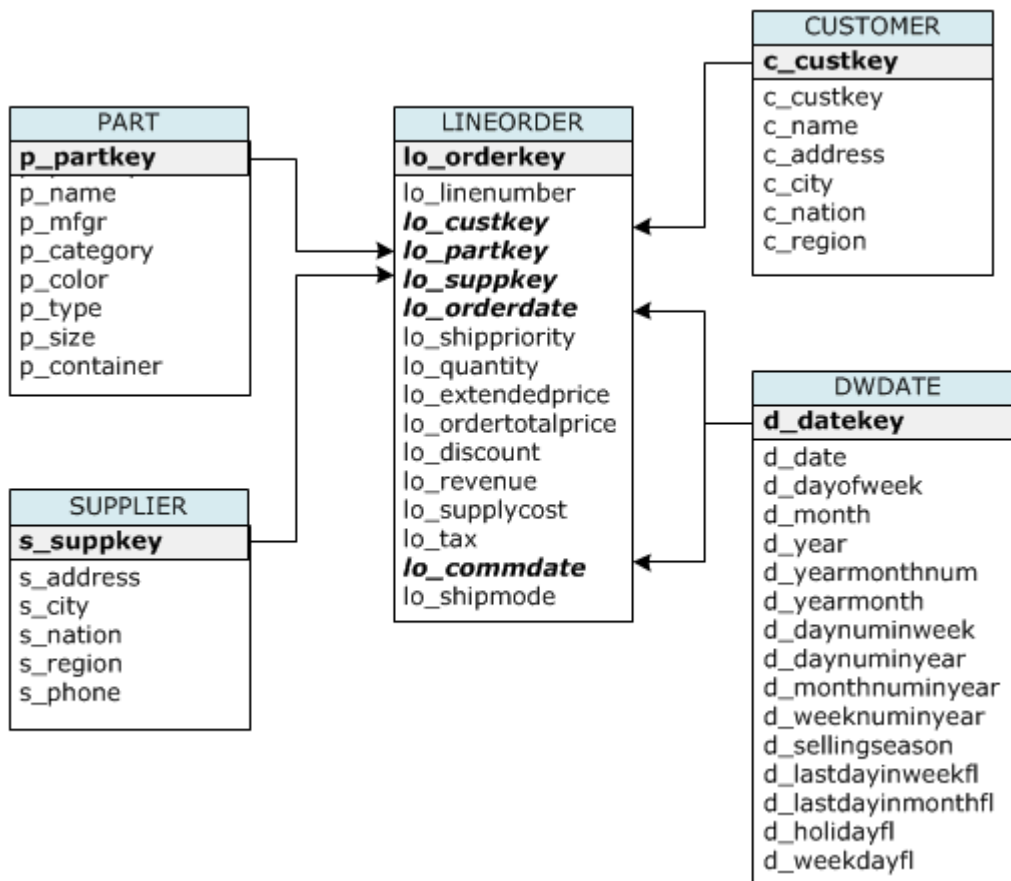 PART
p_partkey
p_name
p_mfgr
p_category
p_color
p_type
p_size
p_container
SUPPLIER
s_suppkey
s_address
s_city
s_nation
s_region
s_phone
LINEORDER
lo_orderkey
lo_linenumber
lo_custkey
lo_partkey
lo_suppkey
lo_orderdate
lo_shippriority
lo_quantity
lo_extendedprice
lo_ordertotalprice
lo_discount
lo_revenue
lo_supplycost
lo_tax
lo_commdate
lo_shipmode
CUSTOMER
c_custkey
c_custkey
c_name
c_address
c_city
c_nation
c_region
DWDATE
d_datekey
d_date
d_dayofweek
d_month
d_year
d_yearmonthnum
d_yearmonth
d_daynuminweek
d_daynuminyear
d_monthnuminyear
d_weeknuminyear
d_sellingseason
d_lastdayinweekfl
d_lastdayinmonthfl
d_holidayfl
d_weekdayfl